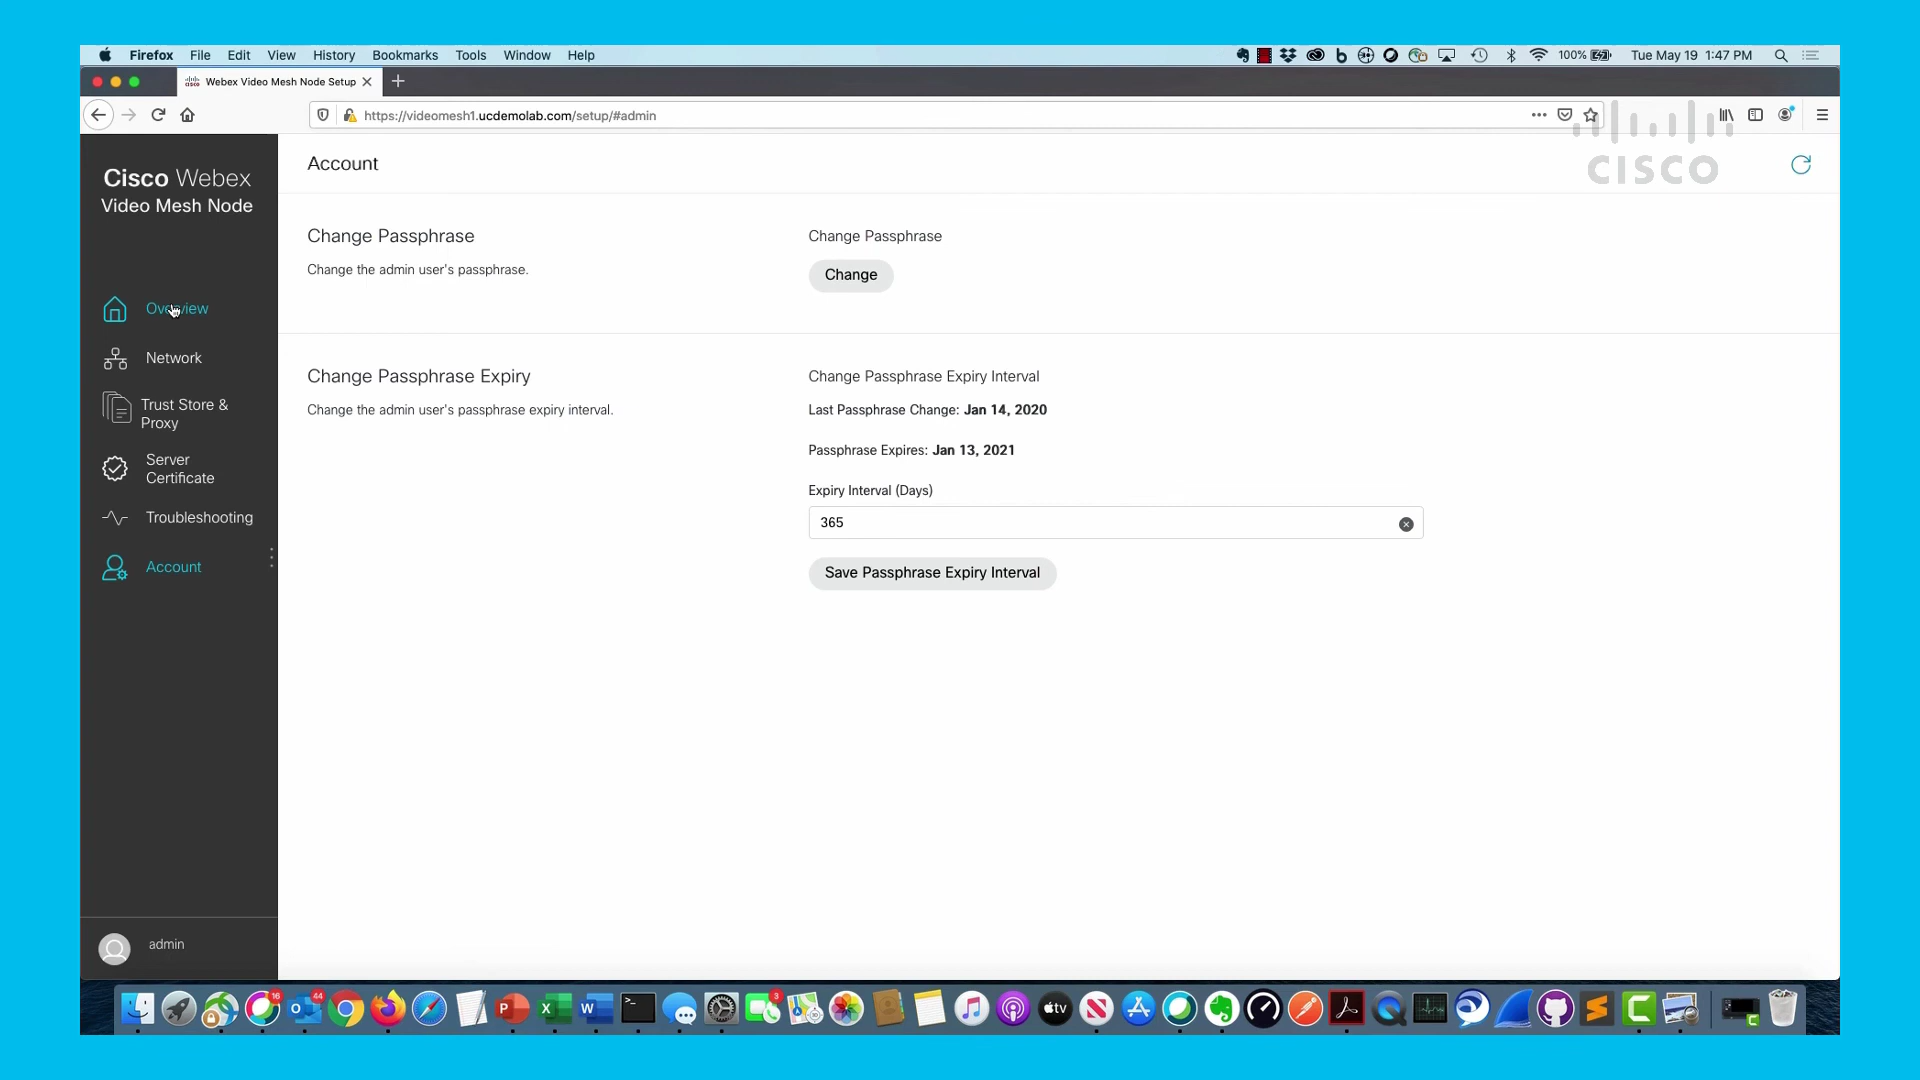 Firefox File Edit View History Bookmarks Tools Window Help 100% Tue May 19 1:47 PM
Webex Video Mesh Node Setup
https://videomesh1.ucdemolab.com/setup/#admin
CISCO
Cisco Webex
Video Mesh Node
Overview
Network
Trust Store &
Proxy
Server
Certificate
Troubleshooting
Account
admin
Account
Change Passphrase
Change the admin user's passphrase.
Change Passphrase
Change
Change Passphrase Expiry
Change the admin user's passphrase expiry interval.
Change Passphrase Expiry Interval
Last Passphrase Change: Jan 14, 2020
Passphrase Expires: Jan 13, 2021
Expiry Interval (Days)
365
Save Passphrase Expiry Interval
16 44 3
tv